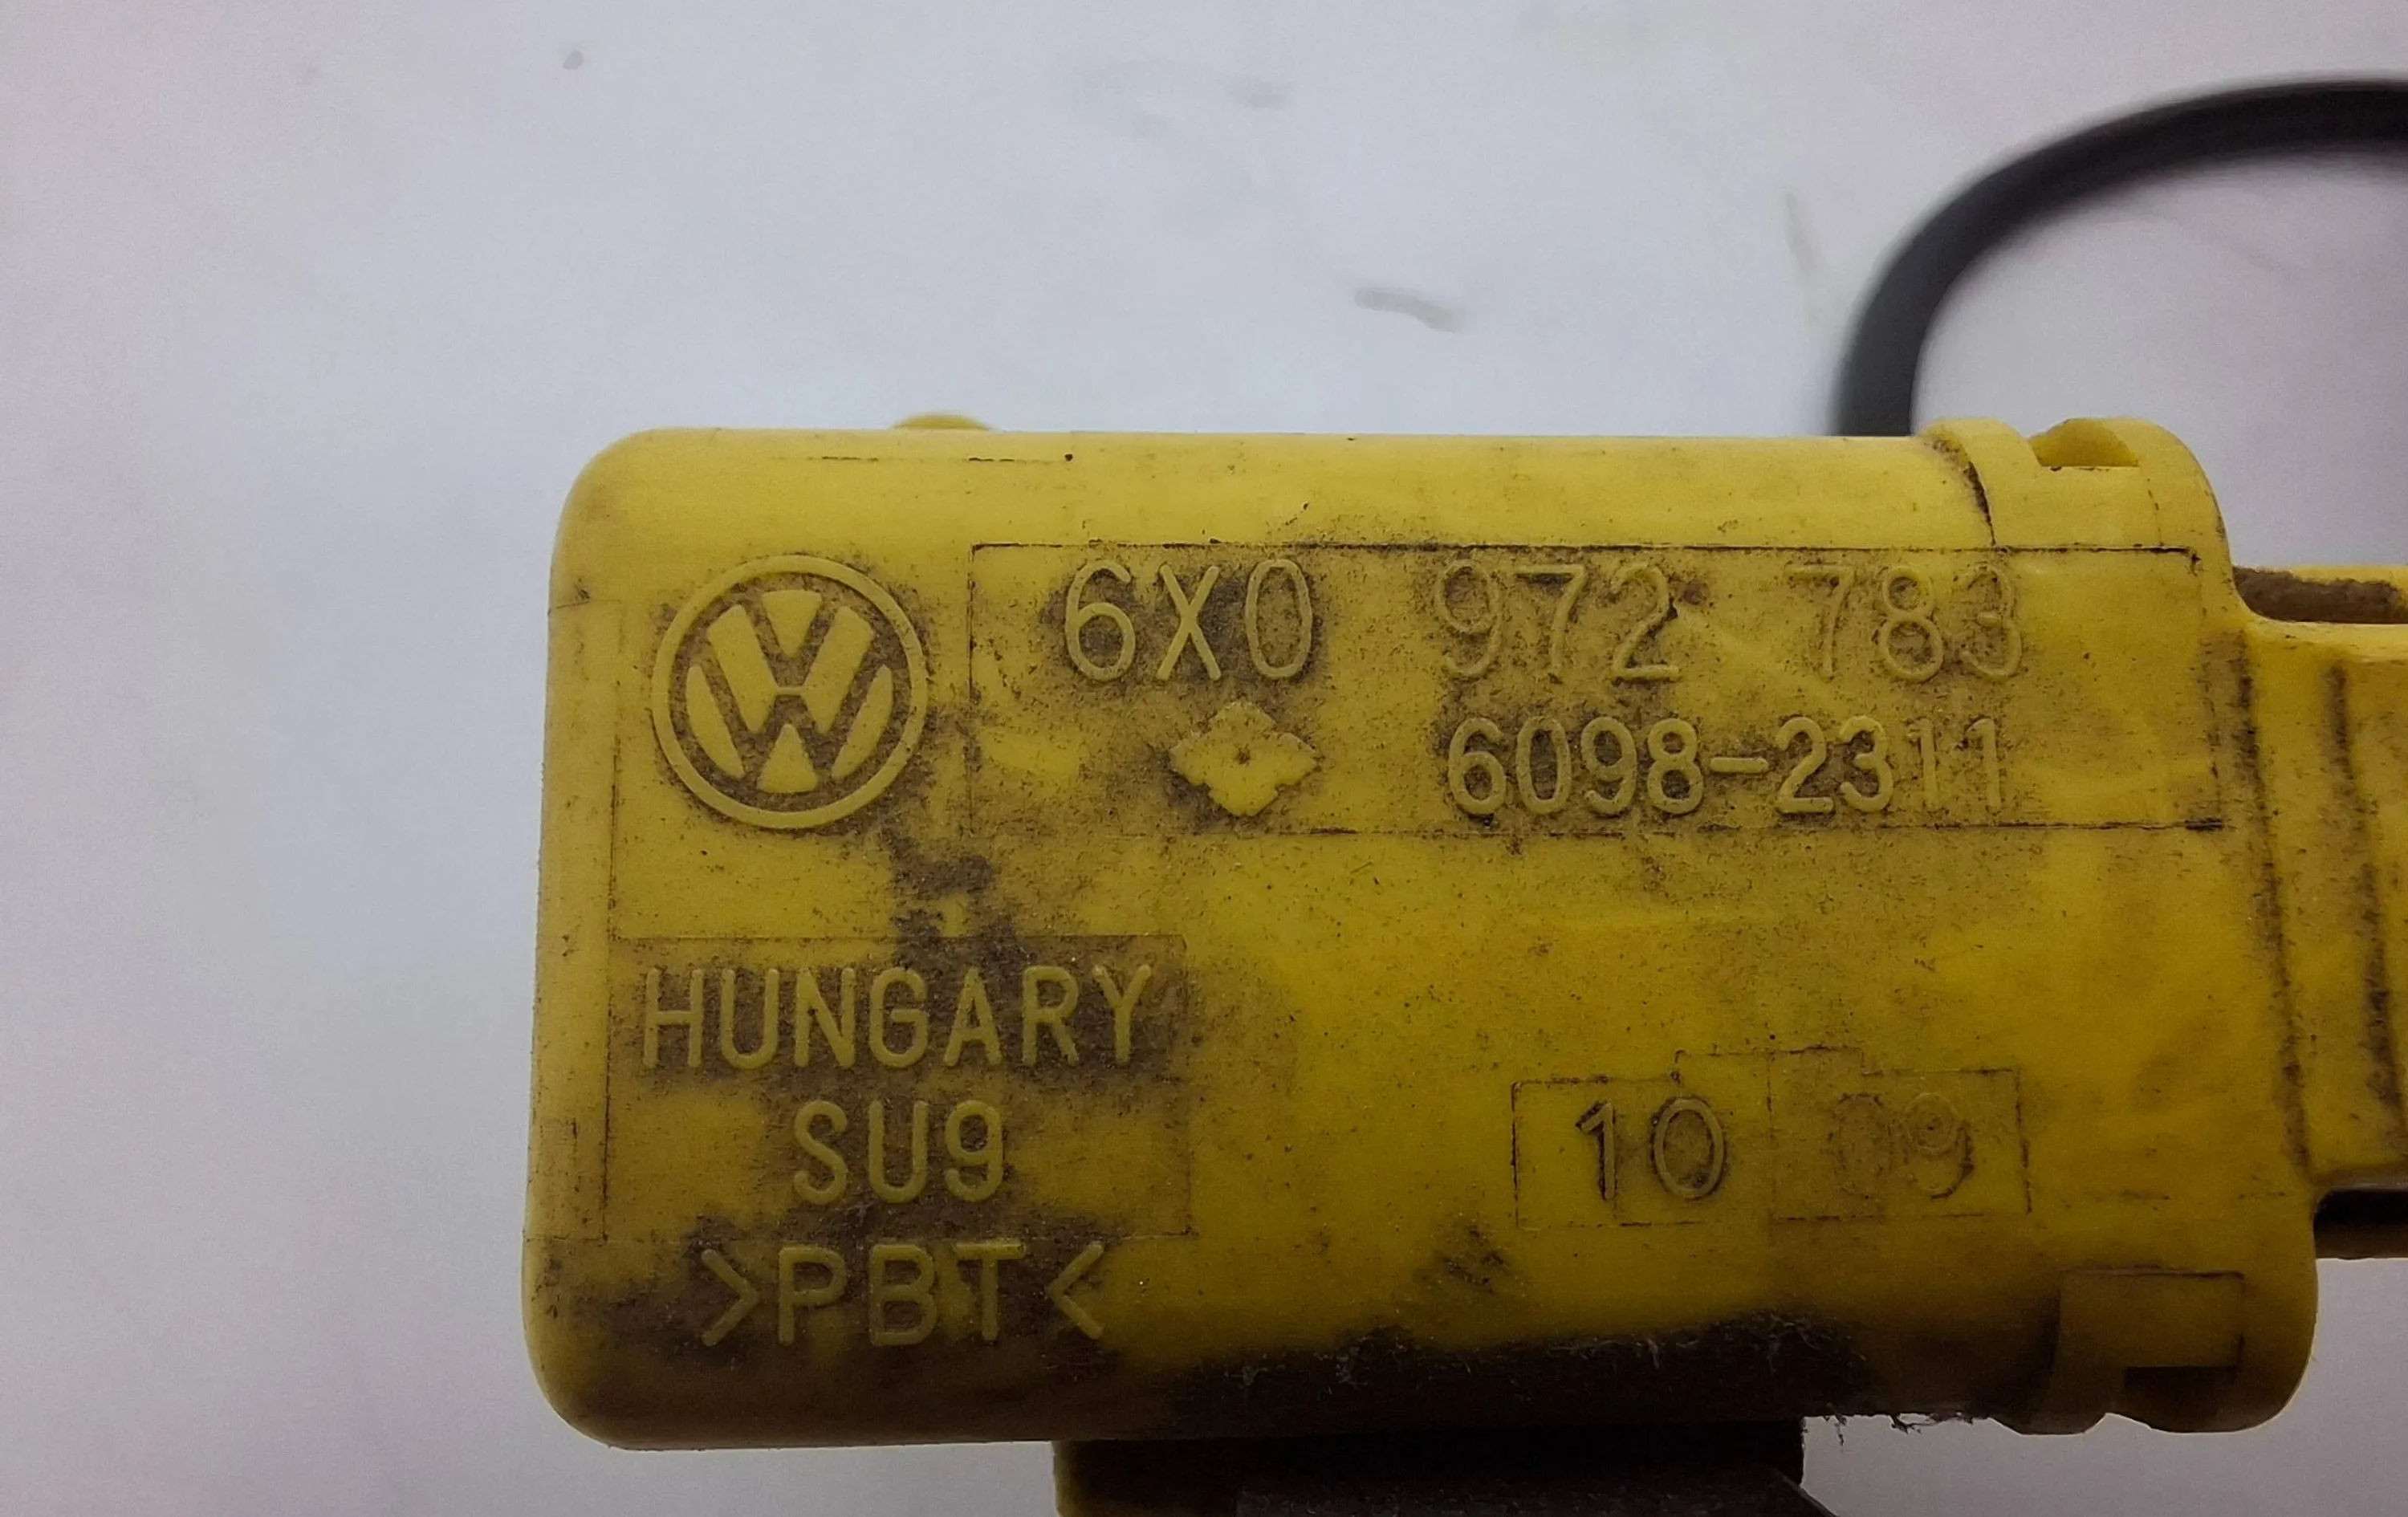 6X0 972 783
6098-2311
HUNGARY
SU9
>PBT<
10 09